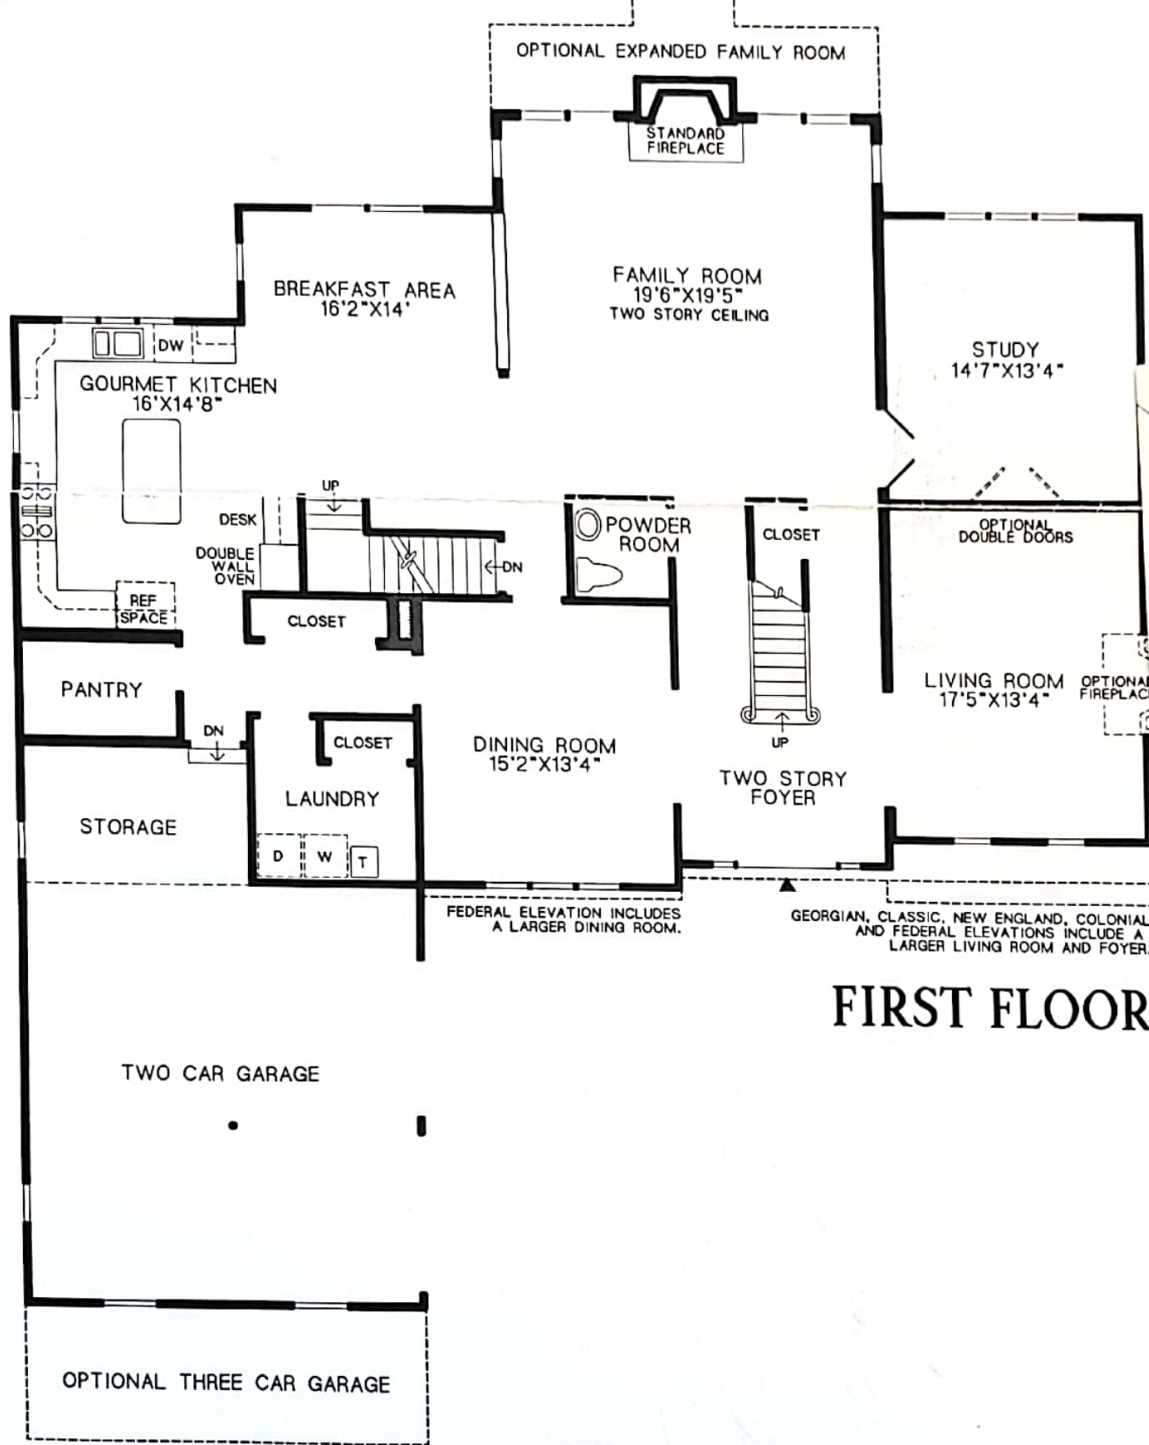 OPTIONAL EXPANDED FAMILY ROOM
STANDARD
FIREPLACE
BREAKFAST AREA
16'2"X14'
FAMILY ROOM
19'6"X19'5"
TWO STORY CEILING
STUDY
14'7"X13'4"
DW
GOURMET KITCHEN
16'X14'8"
UP
DESK
DOUBLE
WALL
OVEN
DN
POWDER
ROOM
CLOSET
OPTIONAL
DOUBLE DOORS
REF
SPACE
CLOSET
PANTRY
LIVING ROOM
17'5"X13'4"
OPTIONAL
FIREPLAC
DN
CLOSET
DINING ROOM
15'2"X13'4"
UP
TWO STORY
FOYER
LAUNDRY
STORAGE
D
W
T
FEDERAL ELEVATION INCLUDES
A LARGER DINING ROOM.
GEORGIAN, CLASSIC, NEW ENGLAND, COLONIAL
AND FEDERAL ELEVATIONS INCLUDE A
LARGER LIVING ROOM AND FOYER.
FIRST FLOOR
TWO CAR GARAGE
OPTIONAL THREE CAR GARAGE